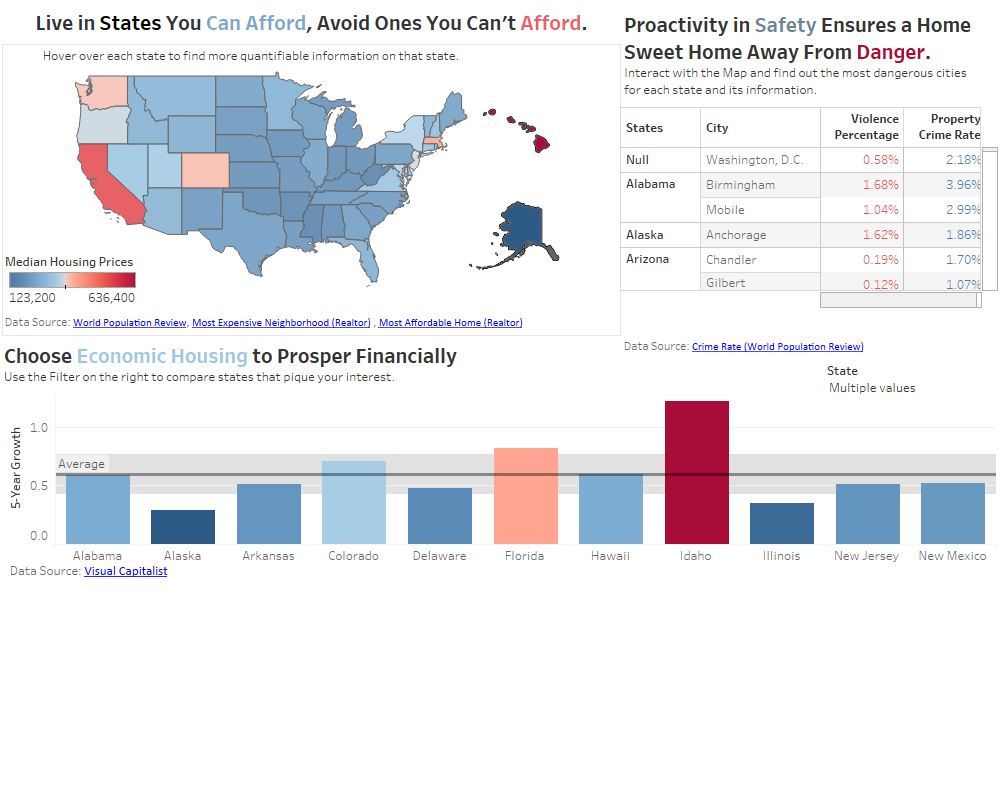 Live in States You Can Afford, Avoid Ones You Can’t Afford.
Hover over each state to find more quantifiable information on that state.
Median Housing Prices
123,200 636,400
Data Source: World Population Review, Most Expensive Neighborhood (Realtor) , Most Affordable Home (Realtor)
Proactivity in Safety Ensures a Home
Sweet Home Away From Danger.
Interact with the Map and find out the most dangerous cities
for each state and its information.
States City Violence Percentage Property Crime Rate
Null Washington, D.C. 0.58% 2.18%
Alabama Birmingham 1.68% 3.96%
Mobile 1.04% 2.99%
Alaska Anchorage 1.62% 1.86%
Arizona Chandler 0.19% 1.70%
Gilbert 0.12% 1.07%
Data Source: Crime Rate (World Population Review)
Choose Economic Housing to Prosper Financially
Use the Filter on the right to compare states that pique your interest.
State
Multiple values
5-Year Growth
1.0
Average
0.5
0.0
Alabama Alaska Arkansas Colorado Delaware Florida Hawaii Idaho Illinois New Jersey New Mexico
Data Source: Visual Capitalist